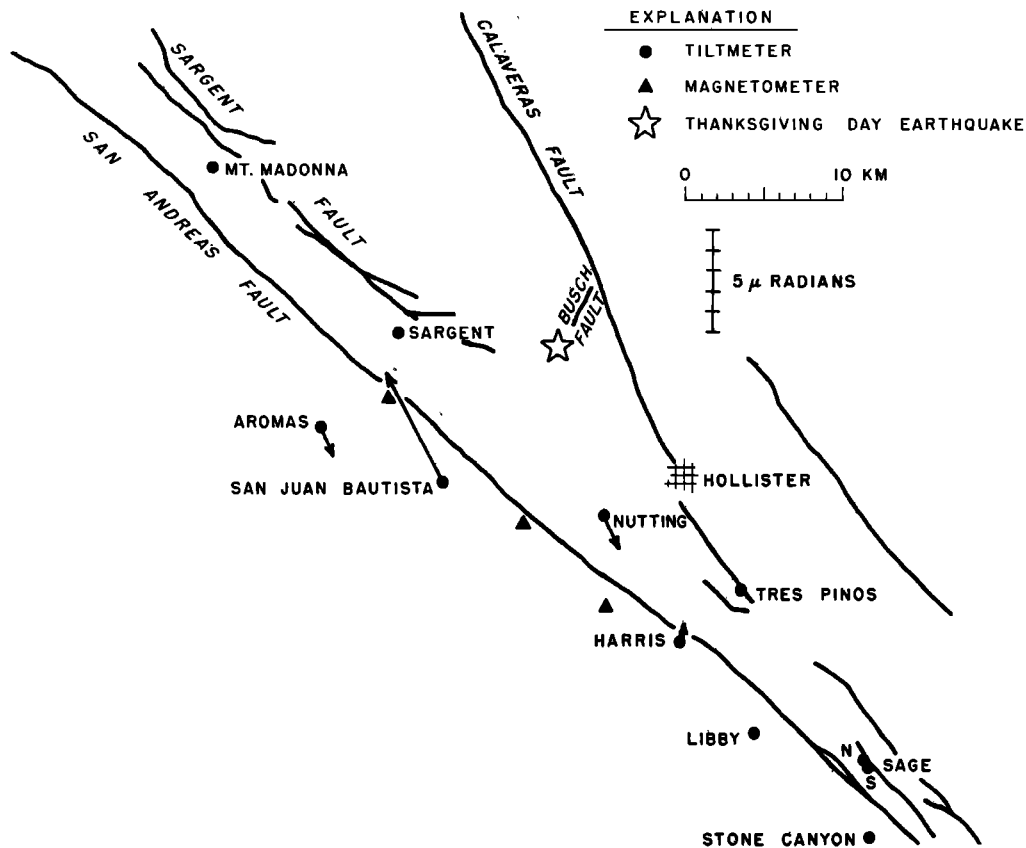 EXPLANATION
TILTMETER
MAGNETOMETER
THANKSGIVING DAY EARTHQUAKE
0 10 KM
5 μ RADIANS
SARGENT
FAULT
CALAVERAS FAULT
SAN ANDREAS FAULT
MT. MADONNA
BUSCH
FAULT
SARGENT
AROMAS
SAN JUAN BAUTISTA
HOLLISTER
NUTTING
TRES PINOS
HARRIS
LIBBY
N
SAGE
S
STONE CANYON